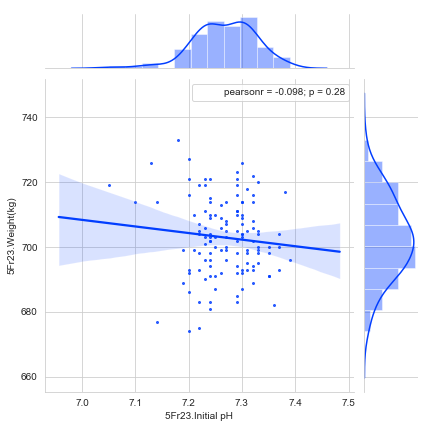 pearsonr = -0.098; p = 0.28
740
720
700
680
660
5Fr23.Weight(kg)
7.0 7.1 7.2 7.3 7.4 7.5
5Fr23.Initial pH